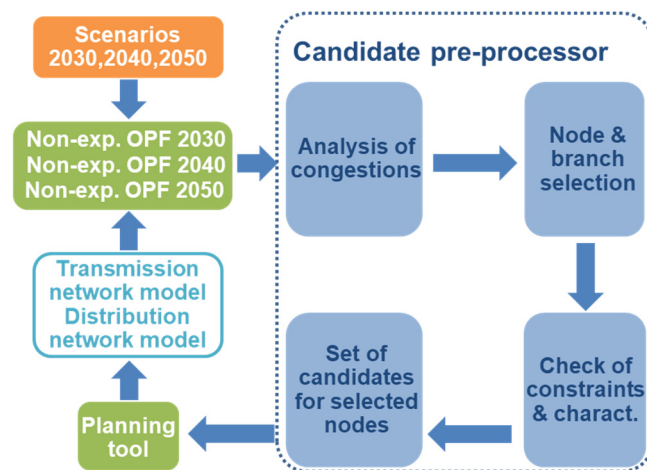 Scenarios
2030,2040,2050
Candidate pre-processor
Non-exp. OPF 2030
Non-exp. OPF 2040
Non-exp. OPF 2050
Analysis of
congestions
Node &
branch
selection
Transmission
network model
Distribution
network model
Set of
candidates
for selected
nodes
Check of
constraints
& charact.
Planning
tool